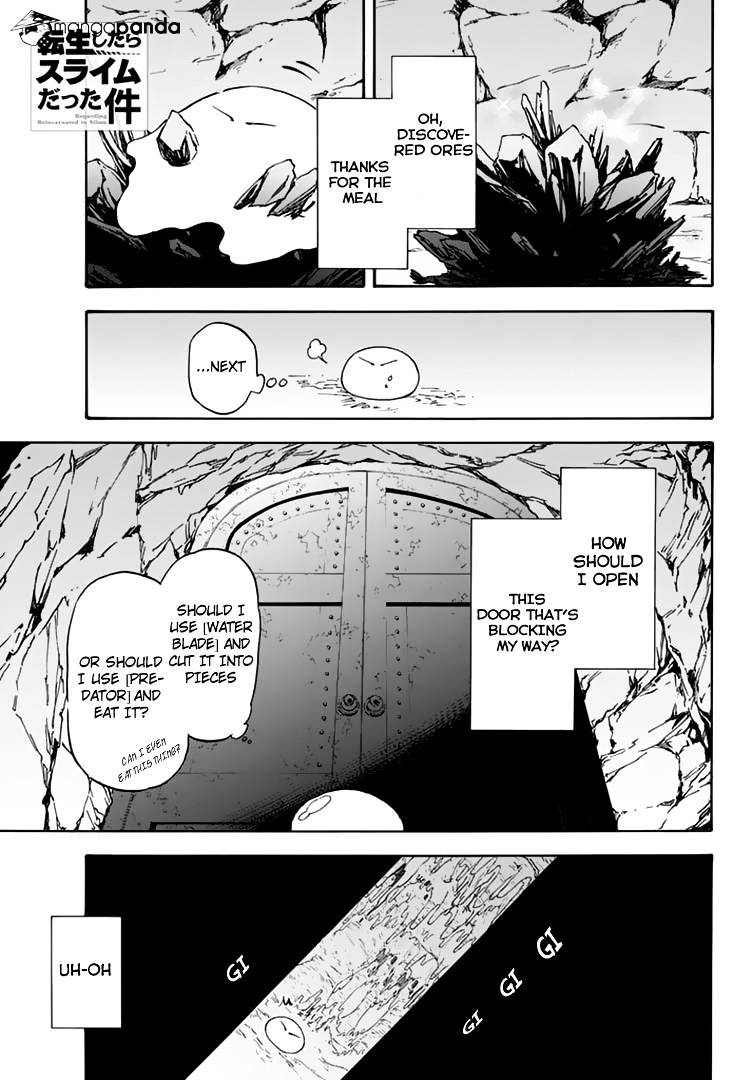 mangapanda
転生したら
スライム
だった件
Regarding
Reincarnated to Slime
OH,
DISCOVE-
RED ORES
THANKS
FOR THE
MEAL
...NEXT
HOW
SHOULD
I OPEN
THIS
DOOR THAT'S
BLOCKING
MY WAY?
SHOULD I
USE [WATER
BLADE] AND
CUT IT INTO
PIECES
OR SHOULD
I USE [PRE-
DATOR] AND
EAT IT?
CAN I EVEN
EAT THIS THING?
GI
GI
GI
GI
UH-OH